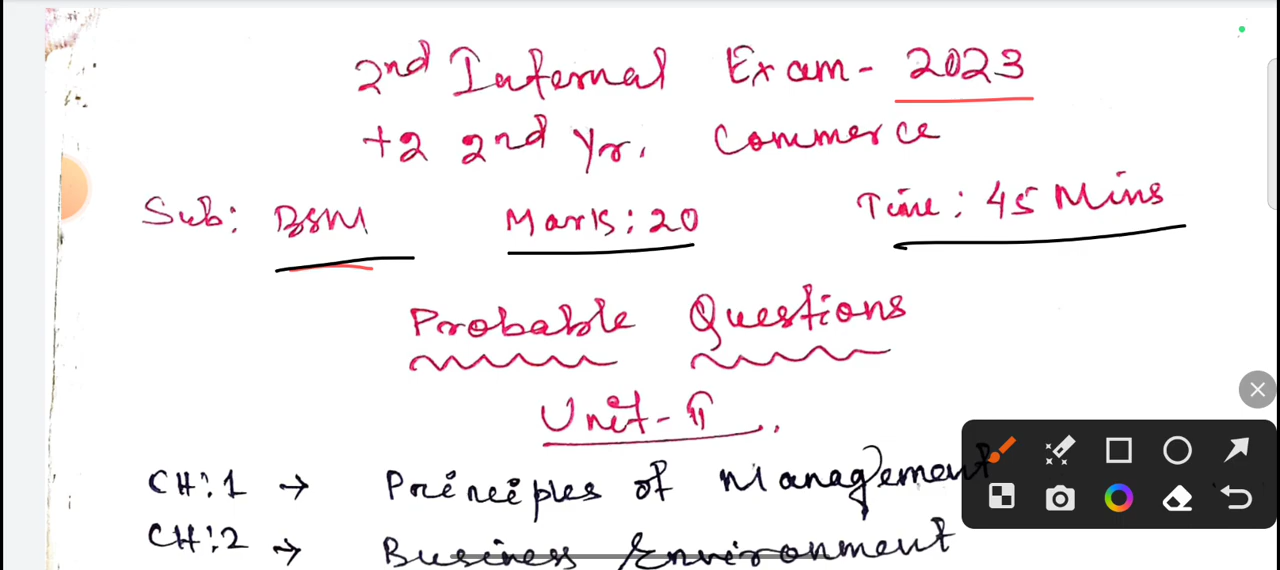 2nd Internal Exam - 2023
+2 2nd Yr. Commerce
Sub: BSM Mark: 20 Time: 45 Mins
Probable Questions
Unit - II
CH:1 → Principles of Management
CH:2 → Business Environment